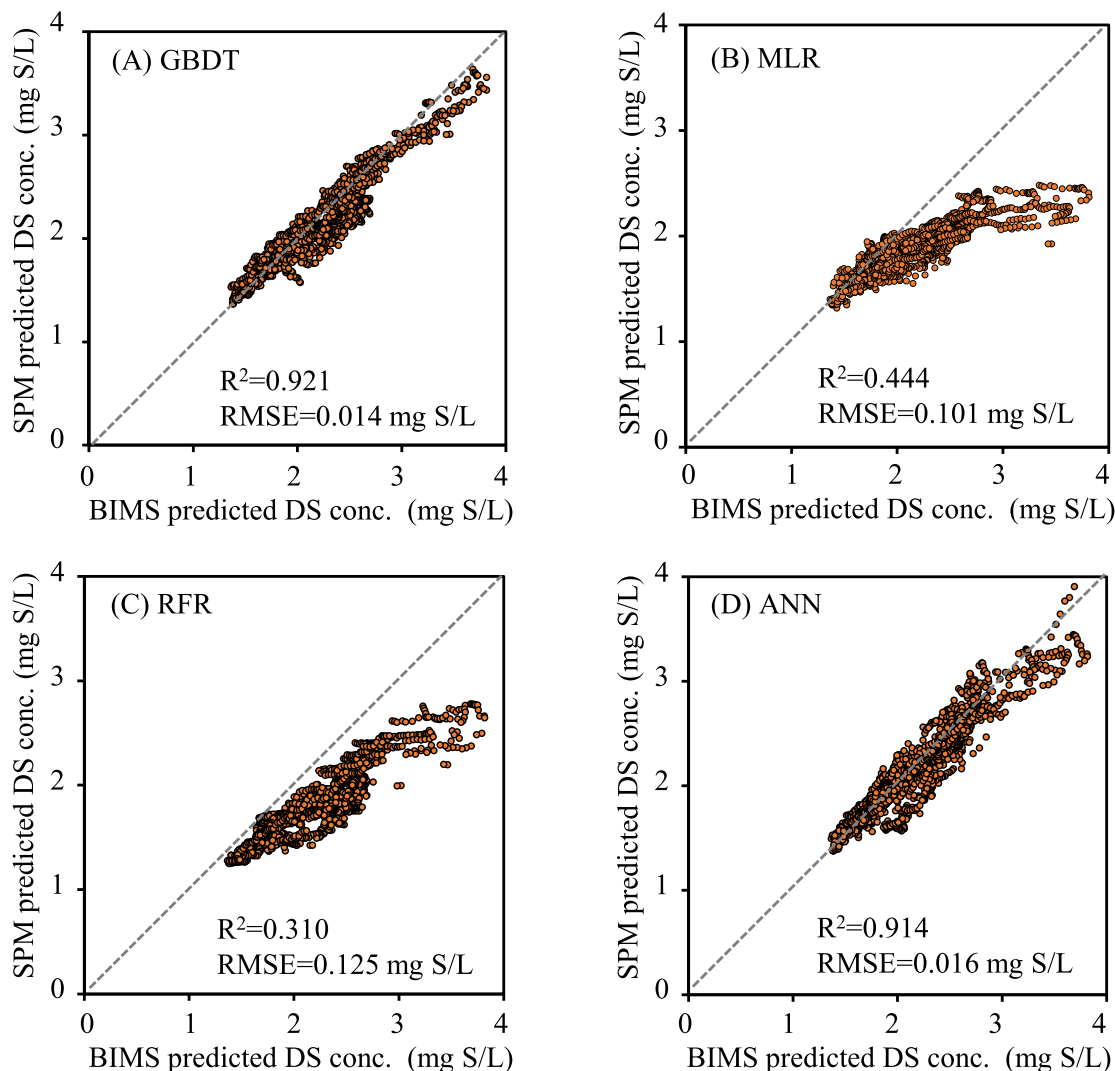 (A) GBDT
SPM predicted DS conc. (mg S/L)
4
3
2
1
0
R²=0.921
RMSE=0.014 mg S/L
0 1 2 3 4
BIMS predicted DS conc. (mg S/L)
(B) MLR
SPM predicted DS conc. (mg S/L)
4
3
2
1
0
R²=0.444
RMSE=0.101 mg S/L
0 1 2 3 4
BIMS predicted DS conc. (mg S/L)
(C) RFR
SPM predicted DS conc. (mg S/L)
4
3
2
1
0
R²=0.310
RMSE=0.125 mg S/L
0 1 2 3 4
BIMS predicted DS conc. (mg S/L)
(D) ANN
SPM predicted DS conc. (mg S/L)
4
3
2
1
0
R²=0.914
RMSE=0.016 mg S/L
0 1 2 3 4
BIMS predicted DS conc. (mg S/L)